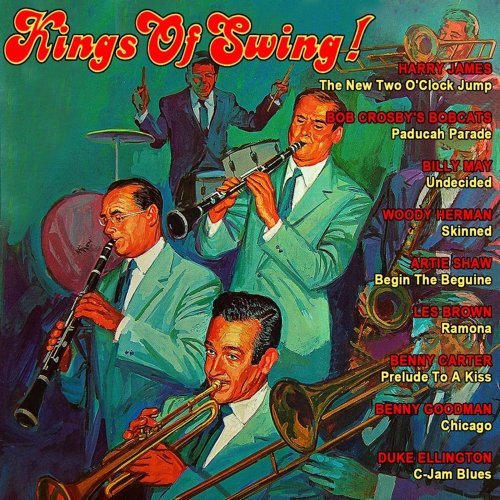 Kings Of Swing!
HARRY JAMES
The New Two O'Clock Jump
BOB CROSBY'S BOBCATS
Paducah Parade
BILLY MAY
Undecided
WOODY HERMAN
Skinned
ARTIE SHAW
Begin The Beguine
LES BROWN
Ramona
BENNY CARTER
Prelude To A Kiss
BENNY GOODMAN
Chicago
DUKE ELLINGTON
C-Jam Blues